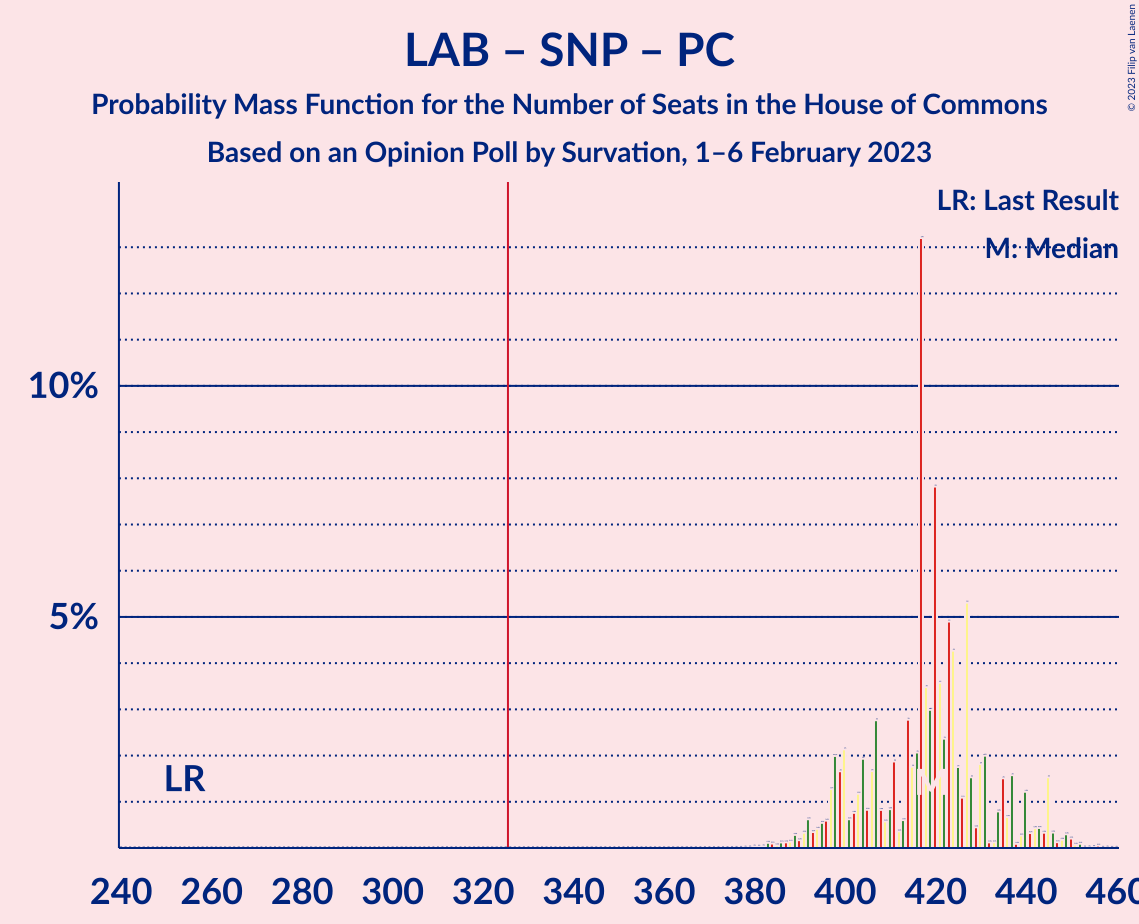 LAB – SNP – PC
Probability Mass Function for the Number of Seats in the House of Commons
Based on an Opinion Poll by Survation, 1–6 February 2023
© 2023 Filip van Laenen
LR: Last Result
M: Median
10%
5%
LR
M
240 260 280 300 320 340 360 380 400 420 440 460